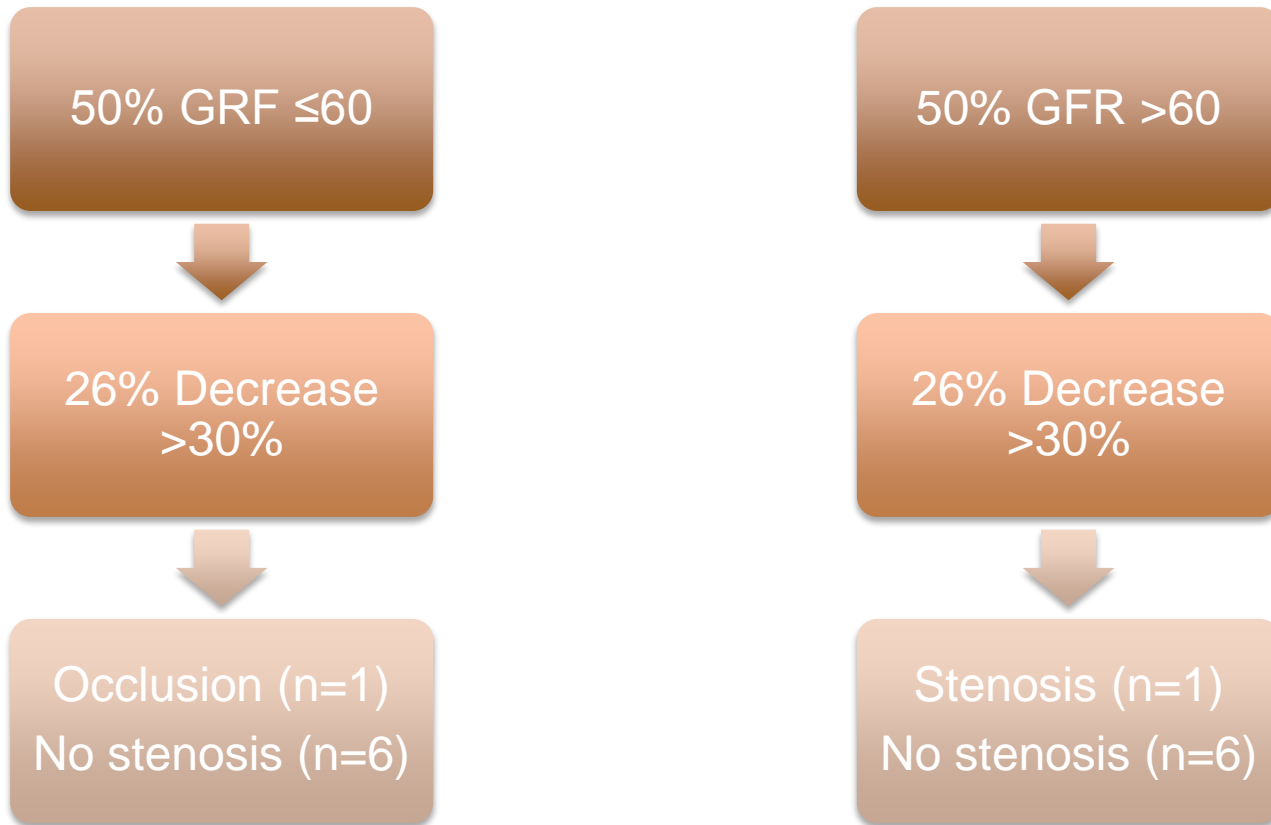 50% GRF ≤60
26% Decrease
>30%
Occlusion (n=1)
No stenosis (n=6)
50% GFR >60
26% Decrease
>30%
Stenosis (n=1)
No stenosis (n=6)